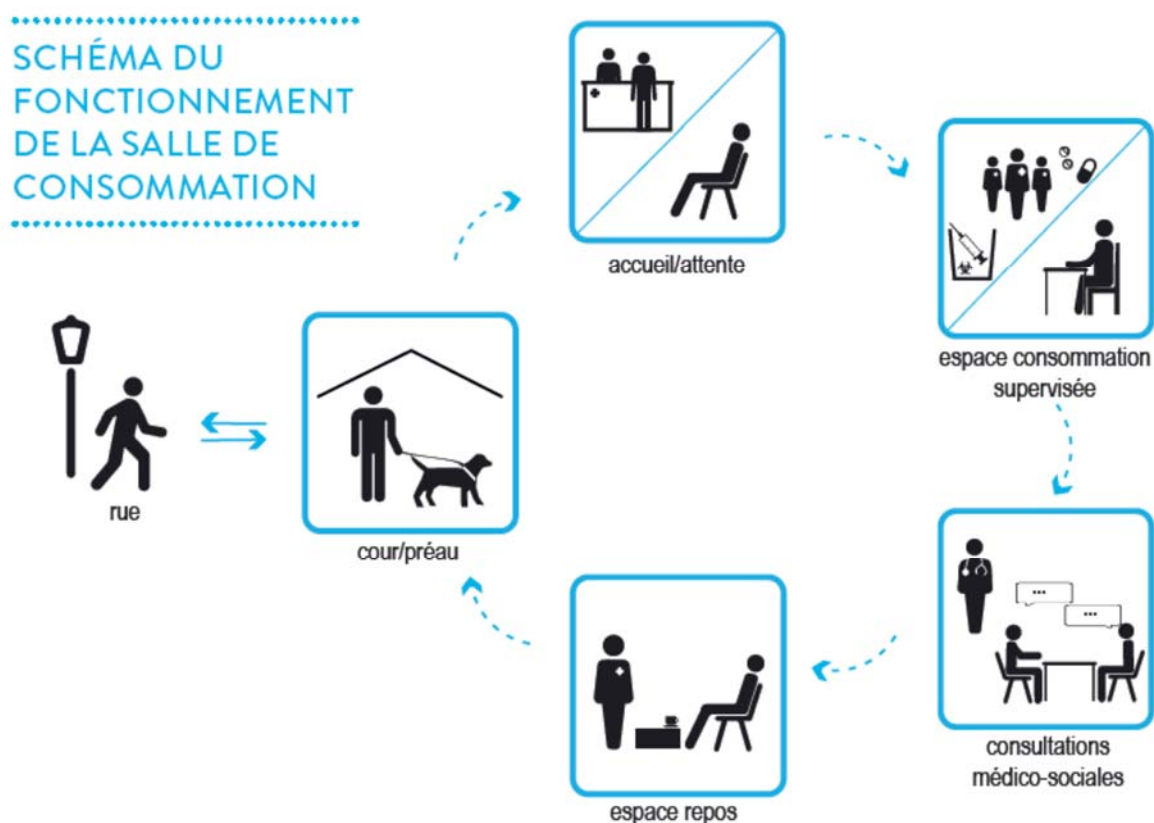 SCHÉMA DU
FONCTIONNEMENT
DE LA SALLE DE
CONSOMMATION
accueil/attente
espace consommation
supervisée
rue
cour/préau
consultations
médico-sociales
espace repos